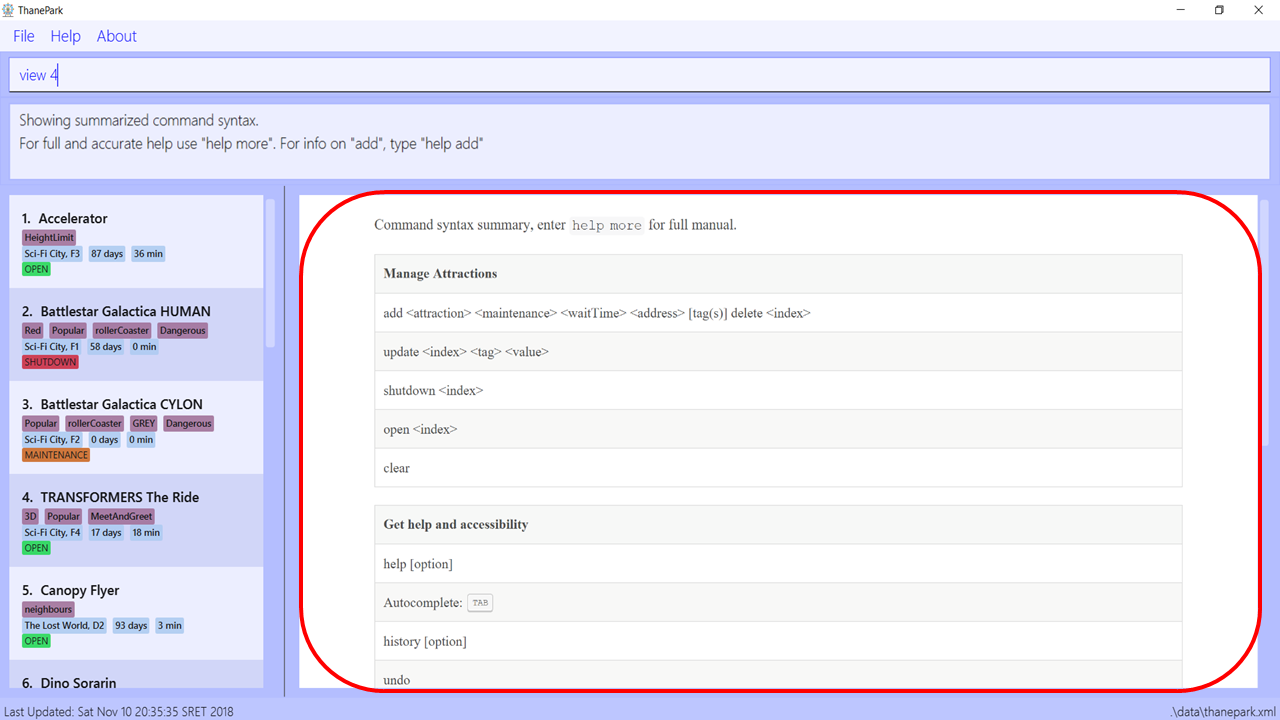 ThanePark
File Help About
view 4
Showing summarized command syntax.
For full and accurate help use "help more". For info on "add", type "help add"
1. Accelerator
HeightLimit
Sci-Fi City, F3 87 days 36 min
OPEN
2. Battlestar Galactica HUMAN
Red Popular rollerCoaster Dangerous
Sci-Fi City, F1 58 days 0 min
SHUTDOWN
3. Battlestar Galactica CYLON
Popular rollerCoaster GREY Dangerous
Sci-Fi City, F2 0 days 0 min
MAINTENANCE
4. TRANSFORMERS The Ride
3D Popular MeetAndGreet
Sci-Fi City, F4 17 days 18 min
OPEN
5. Canopy Flyer
neighbours
The Lost World, D2 93 days 3 min
OPEN
6. Dino Sorarin
Command syntax summary, enter help more for full manual.
Manage Attractions
add <attraction> <maintenance> <waitTime> <address> [tag(s)] delete <index>
update <index> <tag> <value>
shutdown <index>
open <index>
clear
Get help and accessibility
help [option]
Autocomplete: TAB
history [option]
undo
Last Updated: Sat Nov 10 20:35:35 SRET 2018
.\data\thanepark.xml